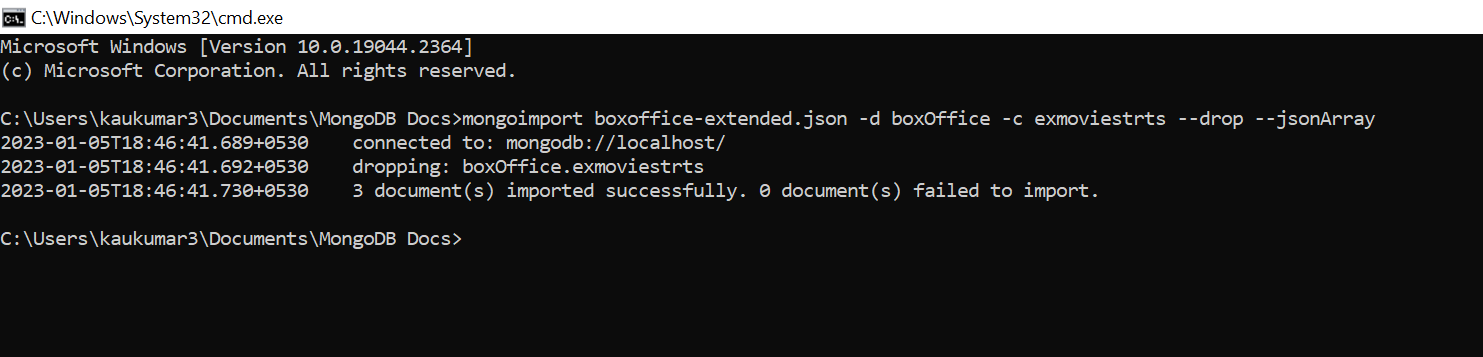 C:\Windows\System32\cmd.exe
Microsoft Windows [Version 10.0.19044.2364]
(c) Microsoft Corporation. All rights reserved.
C:\Users\kaukumar3\Documents\MongoDB Docs>mongoimport boxoffice-extended.json -d boxOffice -c exmoviestrts --drop --jsonArray
2023-01-05T18:46:41.689+0530    connected to: mongodb://localhost/
2023-01-05T18:46:41.692+0530    dropping: boxOffice.exmoviestrts
2023-01-05T18:46:41.730+0530    3 document(s) imported successfully. 0 document(s) failed to import.
C:\Users\kaukumar3\Documents\MongoDB Docs>